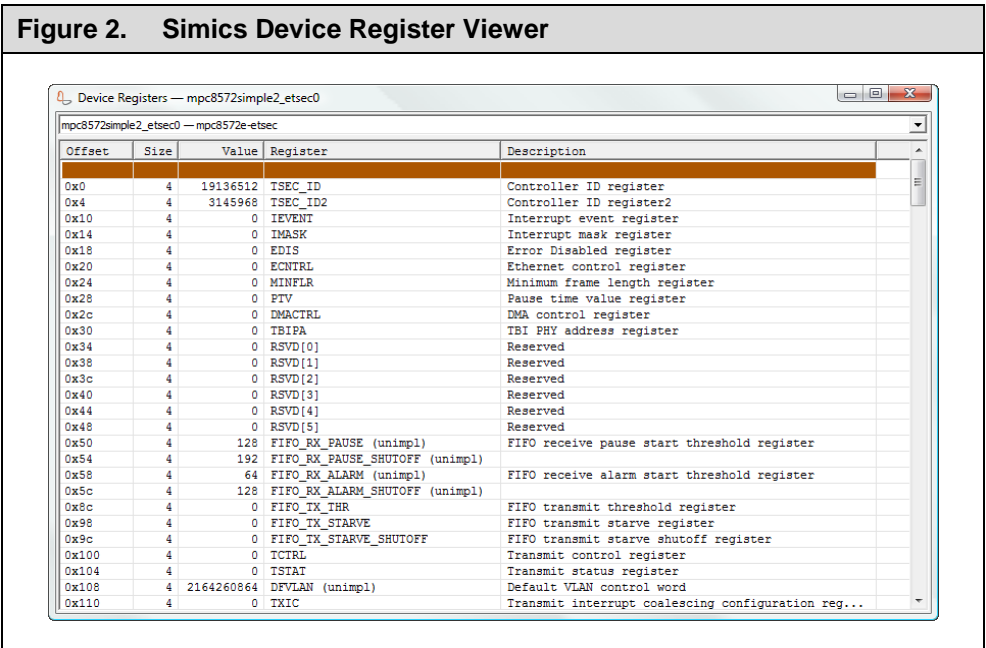 Figure 2. Simics Device Register Viewer
Device Registers — mpc8572simple2_etsec0
mpc8572simple2_etsec0 — mpc8572e-etsec
Offset Size Value Register Description
0x0 4 19136512 TSEC_ID Controller ID register
0x4 4 3145968 TSEC_ID2 Controller ID register2
0x10 4 0 IEVENT Interrupt event register
0x14 4 0 IMASK Interrupt mask register
0x18 4 0 EDIS Error Disabled register
0x20 4 0 ECNTRL Ethernet control register
0x24 4 0 MINFLR Minimum frame length register
0x28 4 0 PTV Pause time value register
0x2c 4 0 DMACTRL DMA control register
0x30 4 0 TBIPA TBI PHY address register
0x34 4 0 RSVD[0] Reserved
0x38 4 0 RSVD[1] Reserved
0x3c 4 0 RSVD[2] Reserved
0x40 4 0 RSVD[3] Reserved
0x44 4 0 RSVD[4] Reserved
0x48 4 0 RSVD[5] Reserved
0x50 4 128 FIFO_RX_PAUSE (unimpl) FIFO receive pause start threshold register
0x54 4 192 FIFO_RX_PAUSE_SHUTOFF (unimpl)
0x58 4 64 FIFO_RX_ALARM (unimpl) FIFO receive alarm start threshold register
0x5c 4 128 FIFO_RX_ALARM_SHUTOFF (unimpl)
0x8c 4 0 FIFO_TX_THR FIFO transmit threshold register
0x98 4 0 FIFO_TX_STARVE FIFO transmit starve register
0x9c 4 0 FIFO_TX_STARVE_SHUTOFF FIFO transmit starve shutoff register
0x100 4 0 TCTRL Transmit control register
0x104 4 0 TSTAT Transmit status register
0x108 4 2164260864 DFVLAN (unimpl) Default VLAN control word
0x110 4 0 TXIC Transmit interrupt coalescing configuration reg...